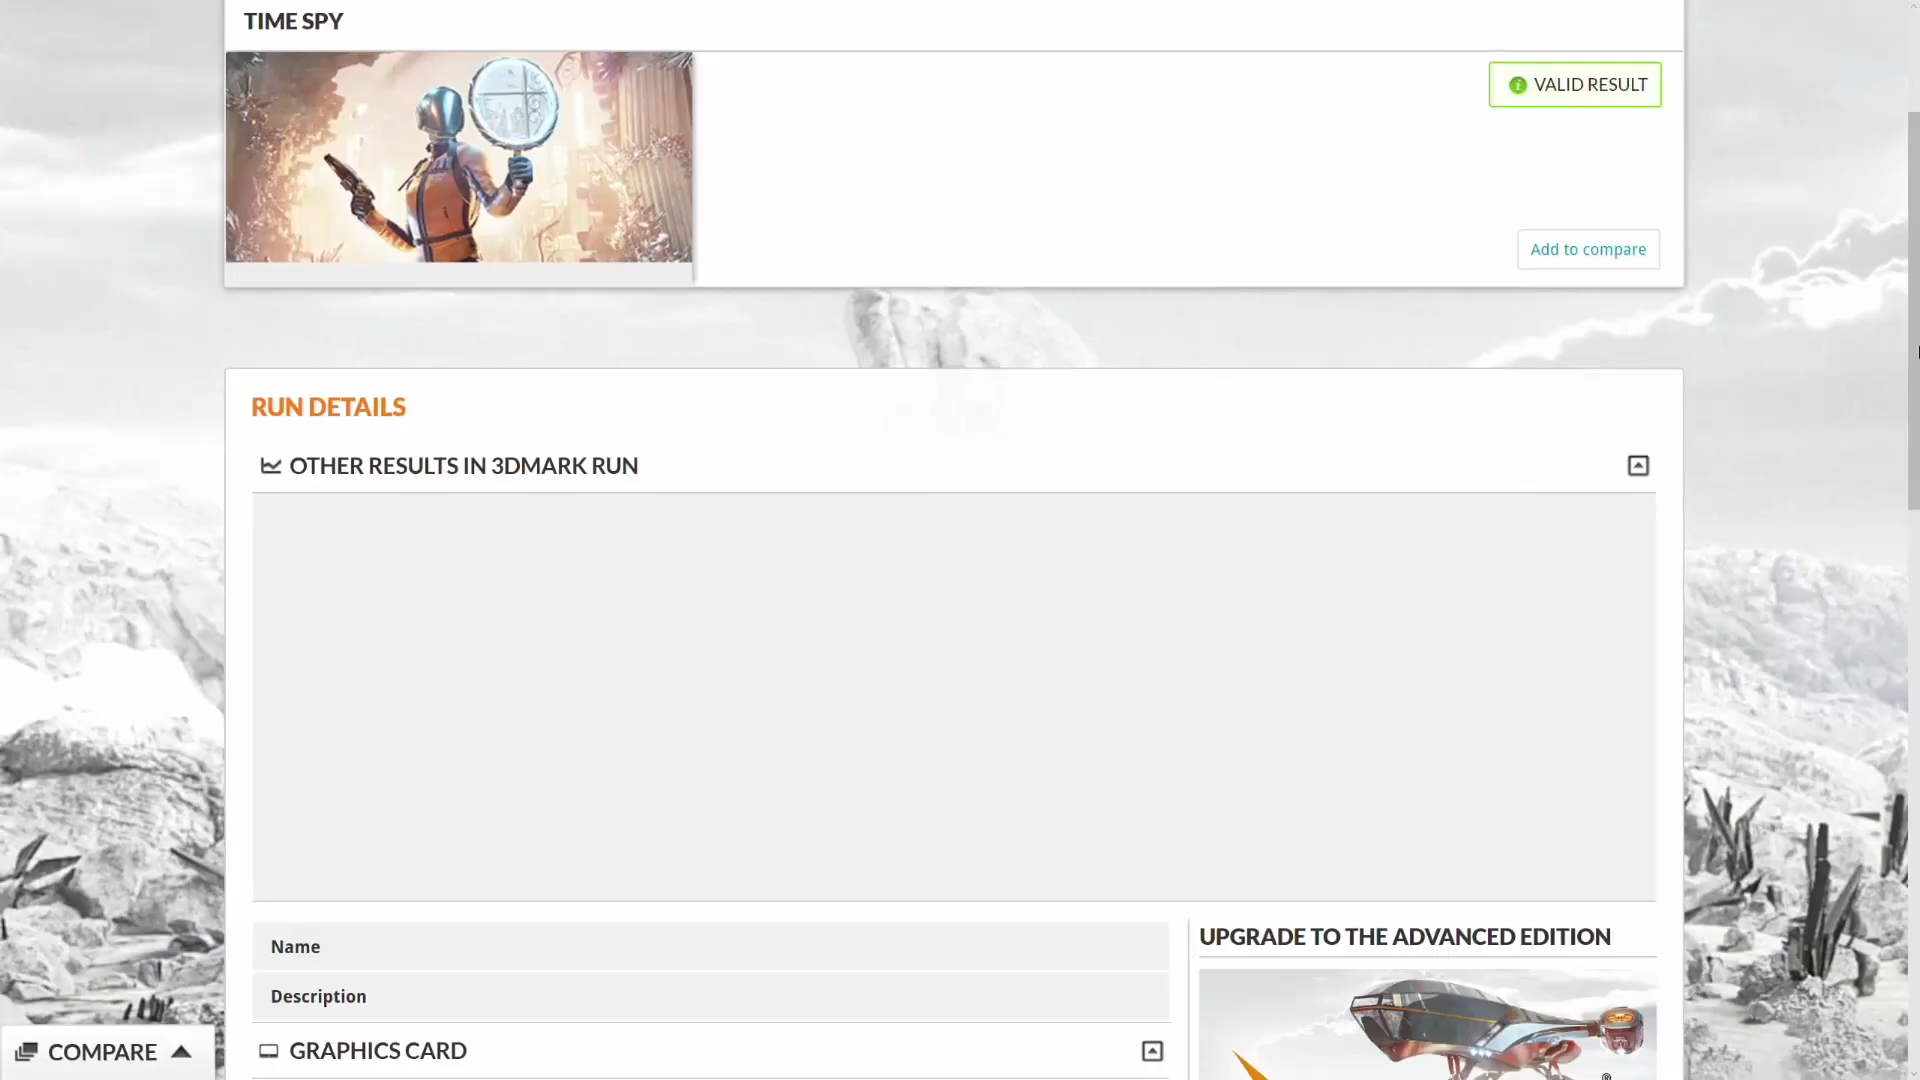 TIME SPY
VALID RESULT
Add to compare
RUN DETAILS
OTHER RESULTS IN 3DMARK RUN
Name
UPGRADE TO THE ADVANCED EDITION
Description
COMPARE
GRAPHICS CARD
®